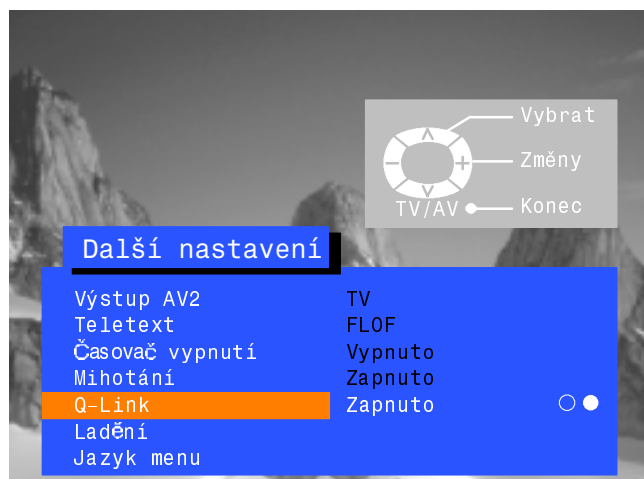 Vybrat
Změny
TV/AV Konec
Další nastavení
Výstup AV2 TV
Teletext FLOF
Časovač vypnutí Vypnuto
Mihotání Zapnuto
Q-Link Zapnuto
Ladění
Jazyk menu